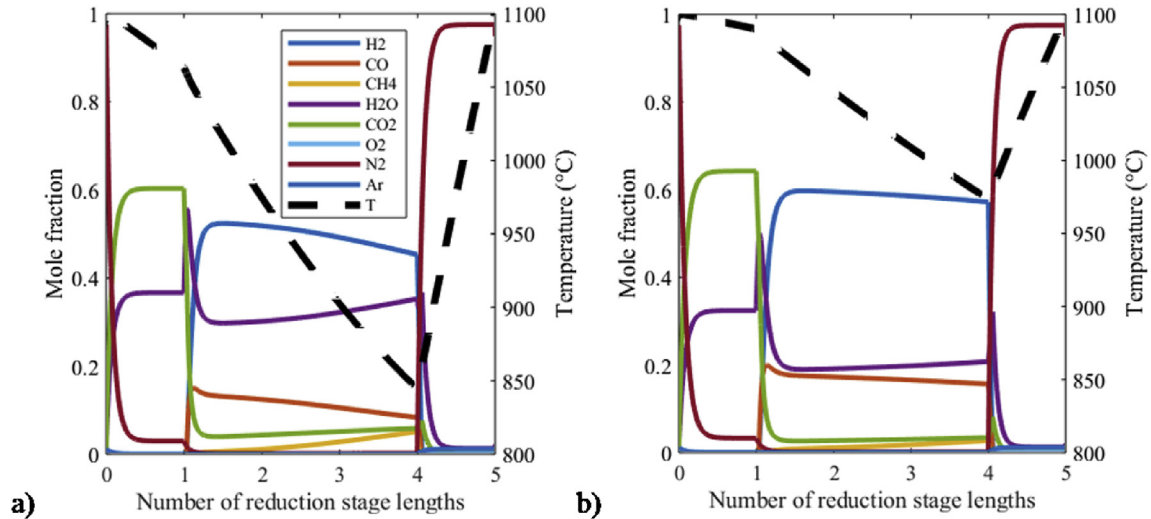 1
0.8
0.6
0.4
0.2
0
Mole fraction
H2
CO
CH4
H2O
CO2
O2
N2
Ar
T
1100
1050
1000
950
900
850
800
Temperature (°C)
0
1
2
3
4
5
Number of reduction stage lengths
a)
1
0.8
0.6
0.4
0.2
0
Mole fraction
1100
1050
1000
950
900
850
800
Temperature (°C)
0
1
2
3
4
5
Number of reduction stage lengths
b)